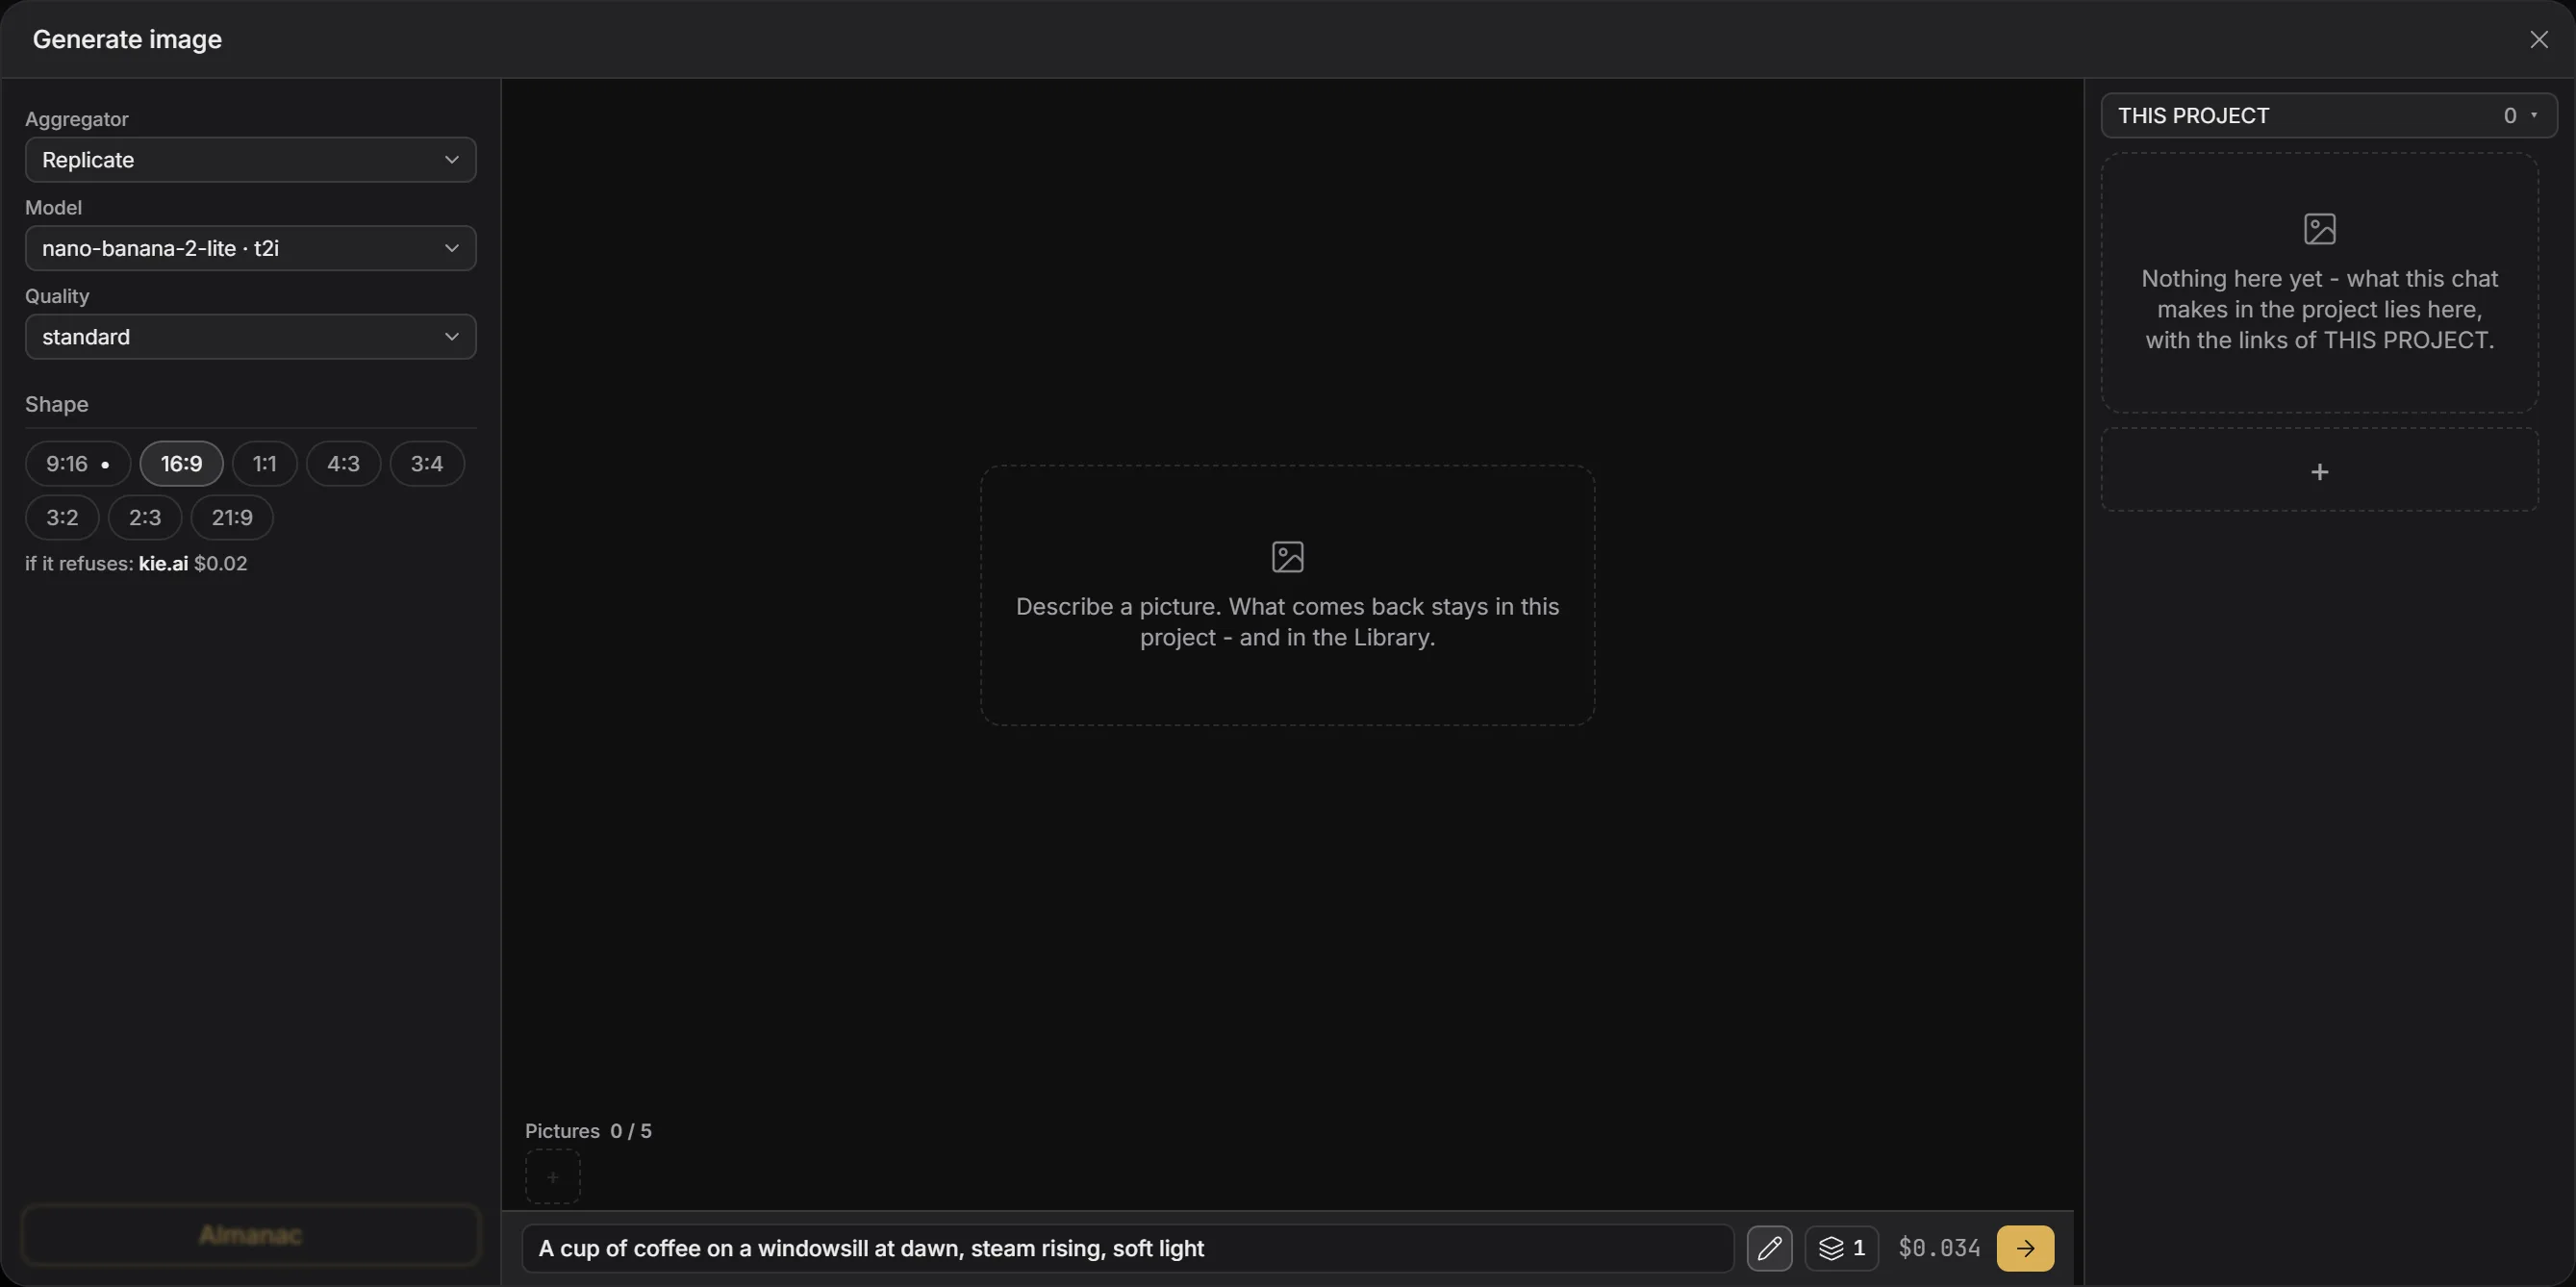 Generate image
Aggregator
Replicate
Model
nano-banana-2-lite · t2i
Quality
standard
Shape
9:16 • 16:9 1:1 4:3 3:4
3:2 2:3 21:9
if it refuses: kie.ai $0.02
Almanac
Describe a picture. What comes back stays in this
project - and in the Library.
Pictures 0 / 5
+
A cup of coffee on a windowsill at dawn, steam rising, soft light
1 $0.034
THIS PROJECT 0
Nothing here yet - what this chat
makes in the project lies here,
with the links of THIS PROJECT.
+